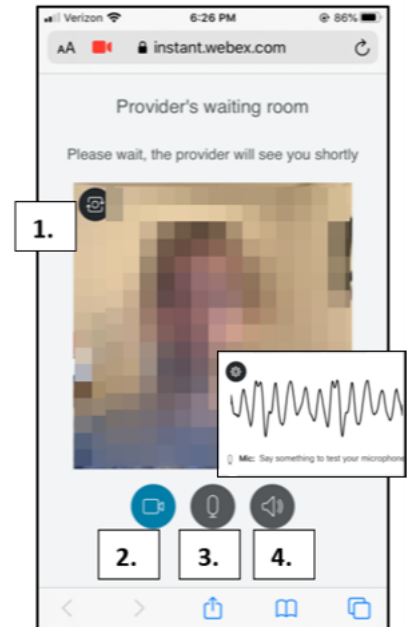 Verizon 6:26 PM 86%
AA instant.webex.com
Provider's waiting room
Please wait, the provider will see you shortly
1.
Mic: Say something to test your microphone
2. 3. 4.